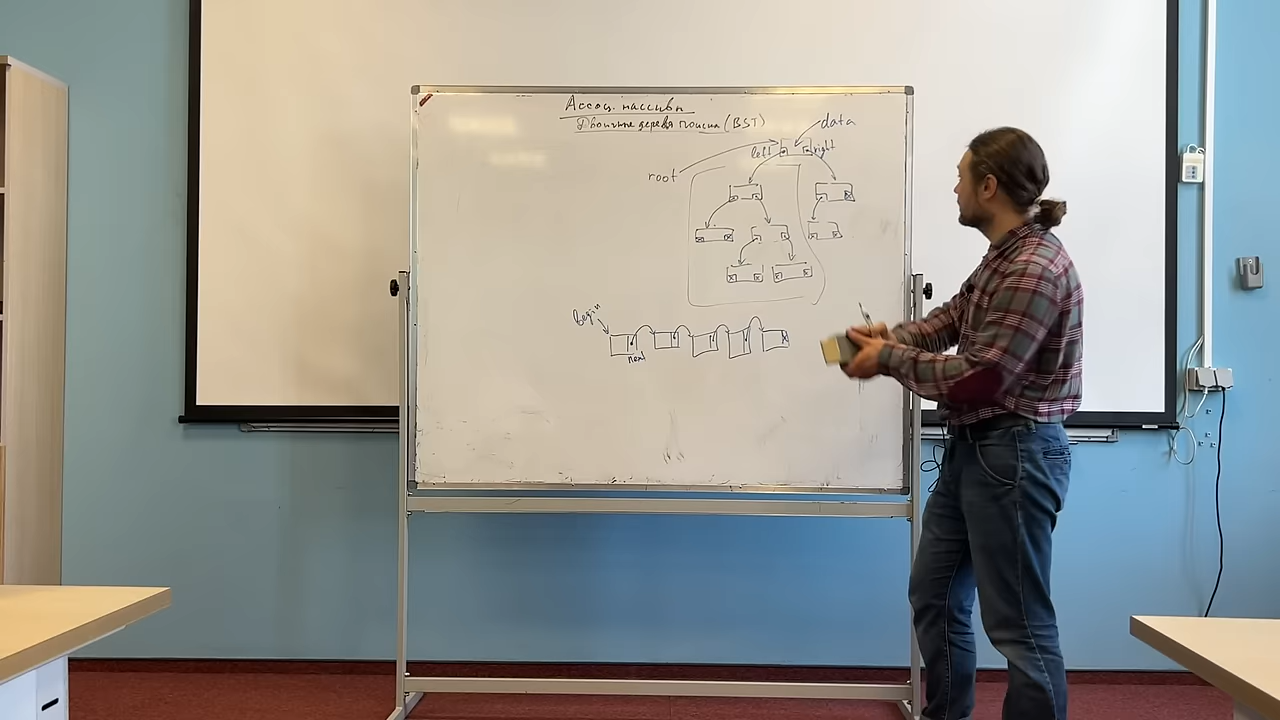 Ассоц. массивы
Двоичные деревья поиска (BST)
data
left
right
root
begin
next